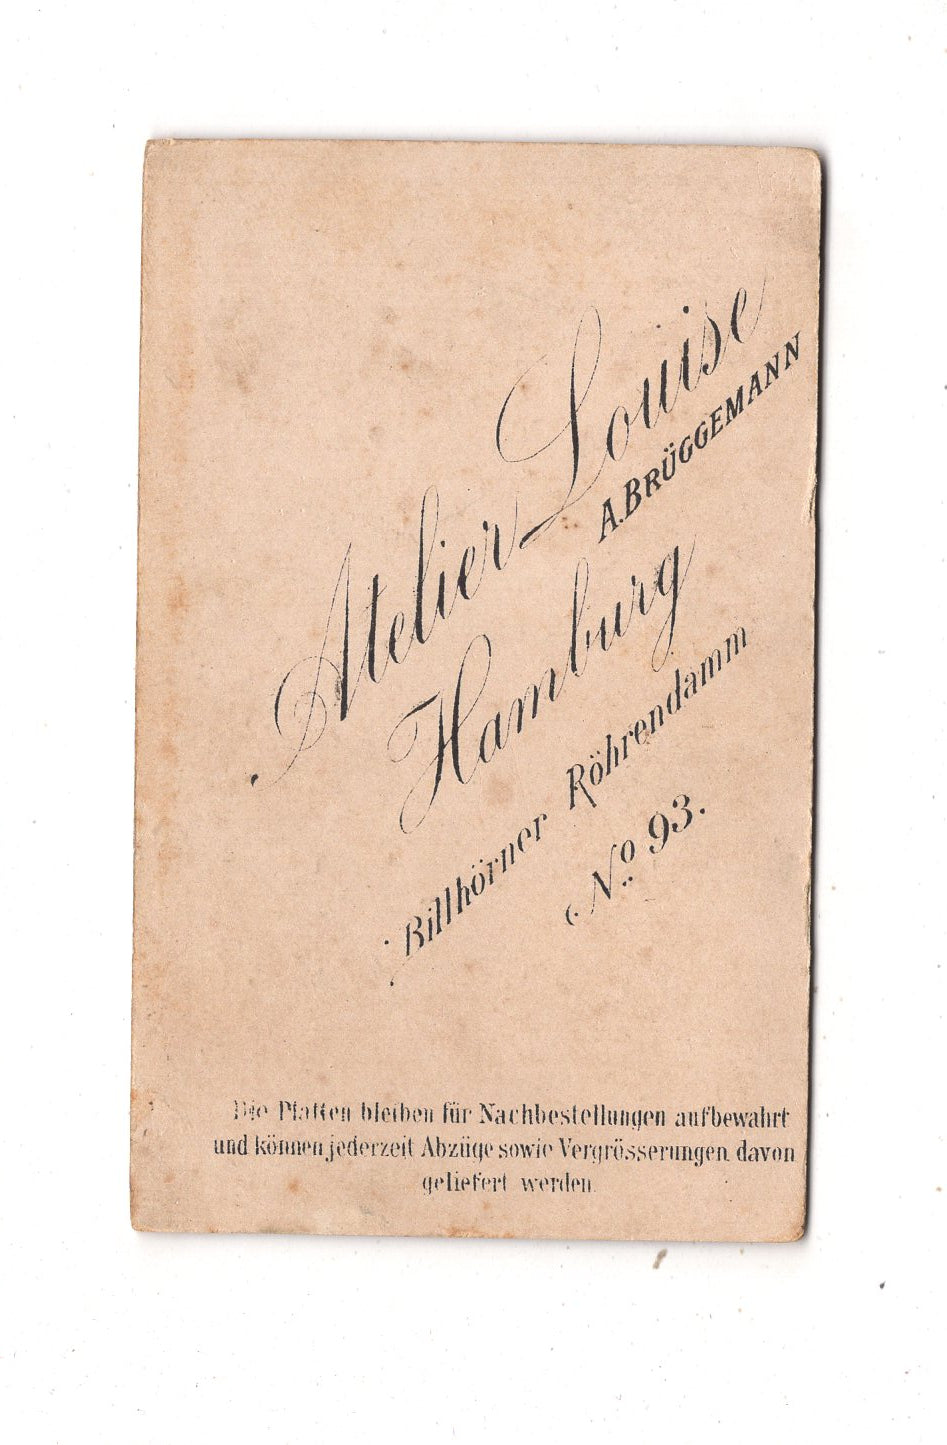 Atelier Louise
A. BRÜGGEMANN
Hamburg
Billhörner Röhrendamm
No. 93.
Die Platten bleiben für Nachbestellungen aufbewahrt
und können jederzeit Abzüge sowie Vergrösserungen davon
geliefert werden.